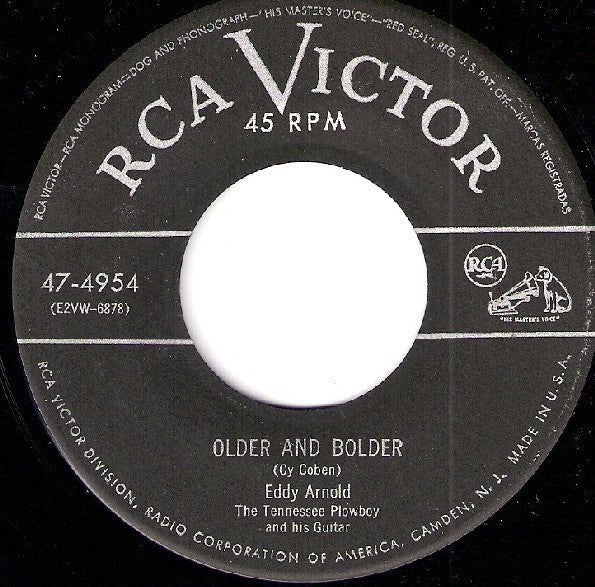 RCA VICTOR—RCA MONOGRAM—DOG AND PHONOGRAPH—"HIS MASTER'S VOICE"—"RED SEAL," REG. U.S. PAT. OFF.—MARCAS REGISTRADAS
RCA VICTOR
45 RPM
47-4954
(E2VW-6878)
RCA
"HIS MASTER'S VOICE"
OLDER AND BOLDER
(Cy Coben)
Eddy Arnold
The Tennessee Plowboy
and his Guitar
RCA VICTOR DIVISION, RADIO CORPORATION OF AMERICA, CAMDEN, N. J. MADE IN U.S.A.